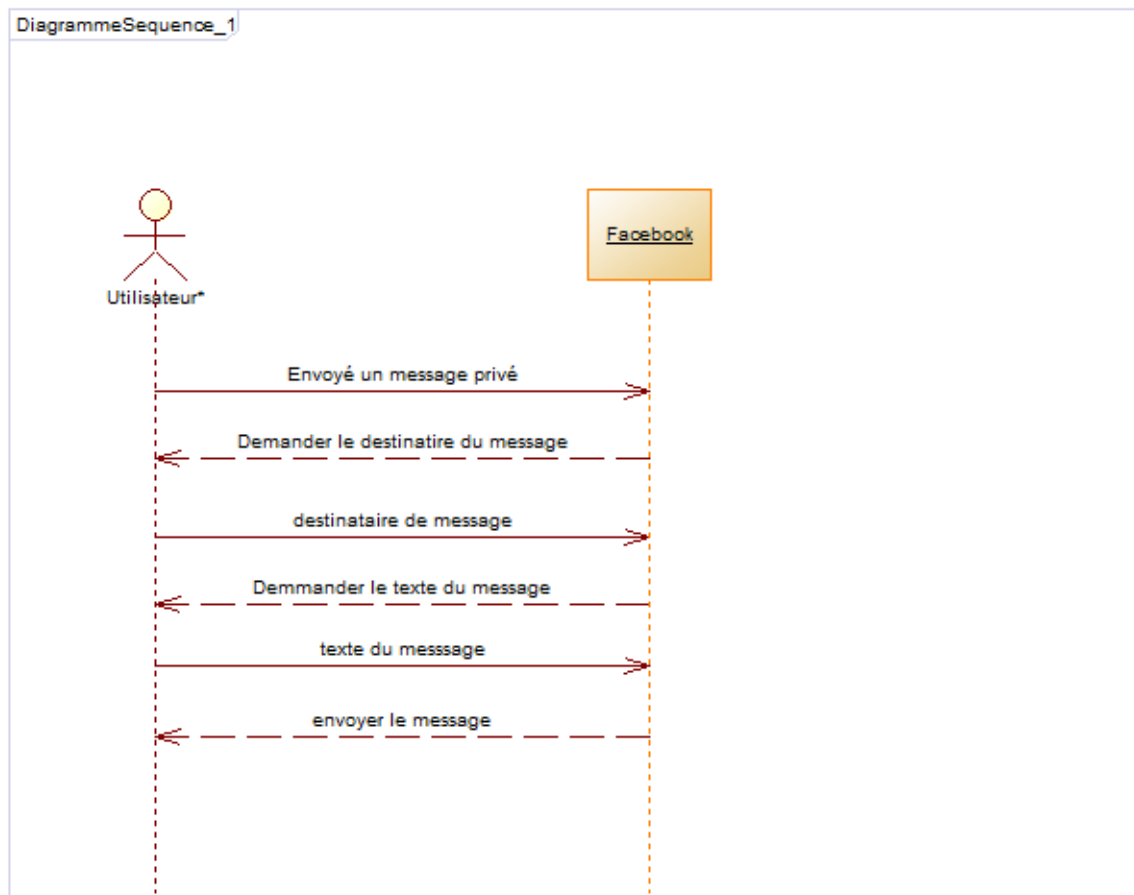 DiagrammeSequence_1
Facebook
Utilisateur*
Envoyé un message privé
Demander le destinatire du message
destinataire de message
Demmander le texte du message
texte du messsage
envoyer le message